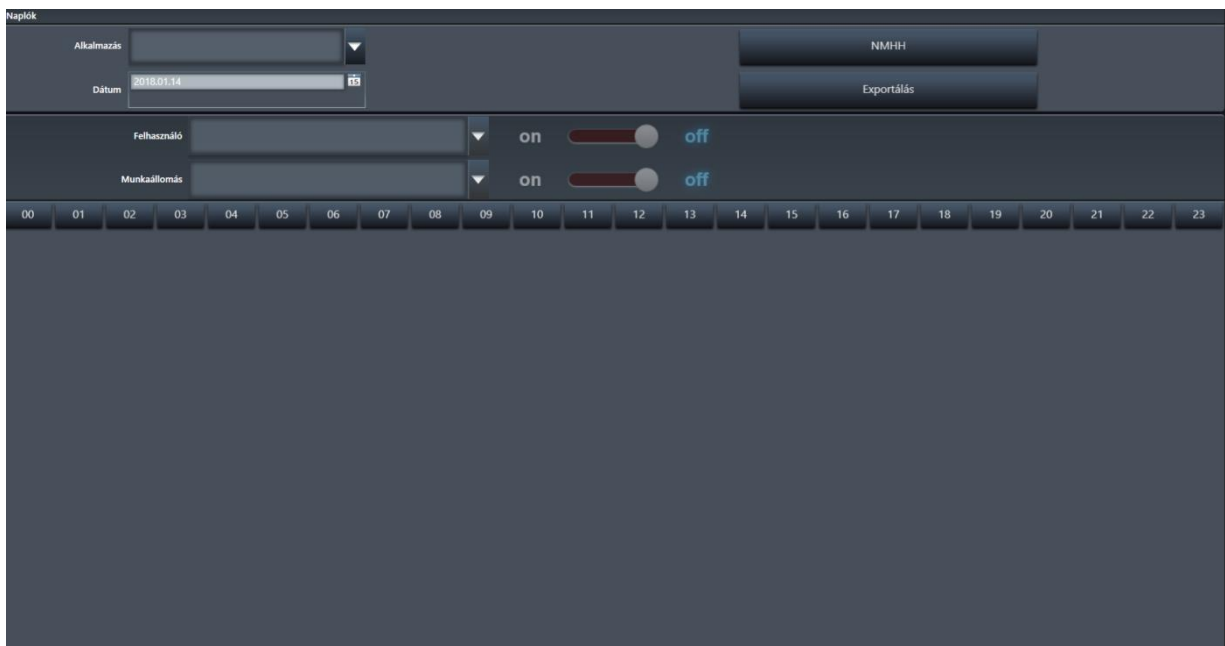 Naplók
Alkalmazás
NMHH
Dátum 2018.01.14 15
Exportálás
Felhasználó on off
Munkaállomás on off
00 01 02 03 04 05 06 07 08 09 10 11 12 13 14 15 16 17 18 19 20 21 22 23